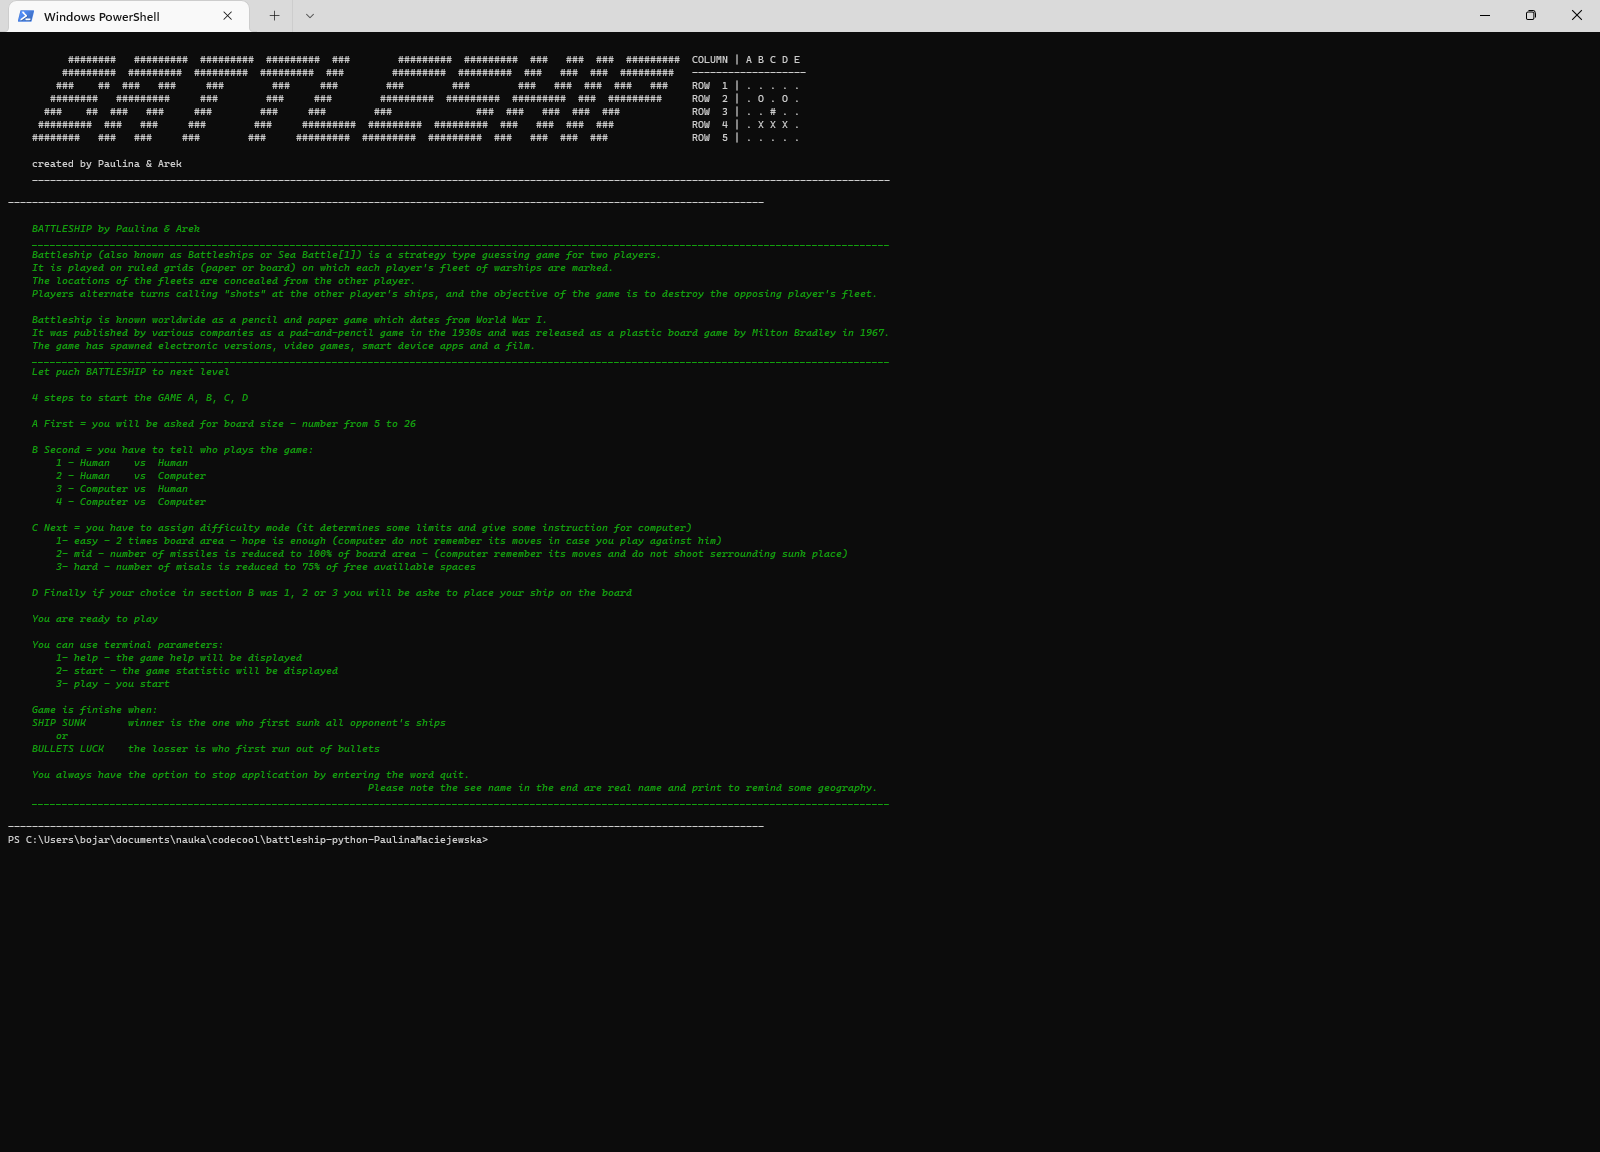 Windows PowerShell
COLUMN | A B C D E
ROW  1 | . . . . .
ROW  2 | . O . O .
ROW  3 | . . # . .
ROW  4 | . X X X .
ROW  5 | . . . . .
created by Paulina & Arek
BATTLESHIP by Paulina & Arek
Battleship (also known as Battleships or Sea Battle[1]) is a strategy type guessing game for two players.
It is played on ruled grids (paper or board) on which each player's fleet of warships are marked.
The locations of the fleets are concealed from the other player.
Players alternate turns calling "shots" at the other player's ships, and the objective of the game is to destroy the opposing player's fleet.
Battleship is known worldwide as a pencil and paper game which dates from World War I.
It was published by various companies as a pad-and-pencil game in the 1930s and was released as a plastic board game by Milton Bradley in 1967.
The game has spawned electronic versions, video games, smart device apps and a film.
Let puch BATTLESHIP to next level
4 steps to start the GAME A, B, C, D
A First = you will be asked for board size - number from 5 to 26
B Second = you have to tell who plays the game:
1 - Human    vs  Human
2 - Human    vs  Computer
3 - Computer vs  Human
4 - Computer vs  Computer
C Next = you have to assign difficulty mode (it determines some limits and give some instruction for computer)
1- easy - 2 times board area - hope is enough (computer do not remember its moves in case you play against him)
2- mid - number of missiles is reduced to 100% of board area - (computer remember its moves and do not shoot serrounding sunk place)
3- hard - number of misals is reduced to 75% of free availlable spaces
D Finally if your choice in section B was 1, 2 or 3 you will be aske to place your ship on the board
You are ready to play
You can use terminal parameters:
1- help - the game help will be displayed
2- start - the game statistic will be displayed
3- play - you start
Game is finishe when:
SHIP SUNK       winner is the one who first sunk all opponent's ships
or
BULLETS LUCK    the losser is who first run out of bullets
You always have the option to stop application by entering the word quit.
Please note the see name in the end are real name and print to remind some geography.
PS C:\Users\bojar\documents\nauka\codecool\battleship-python-PaulinaMaciejewska>